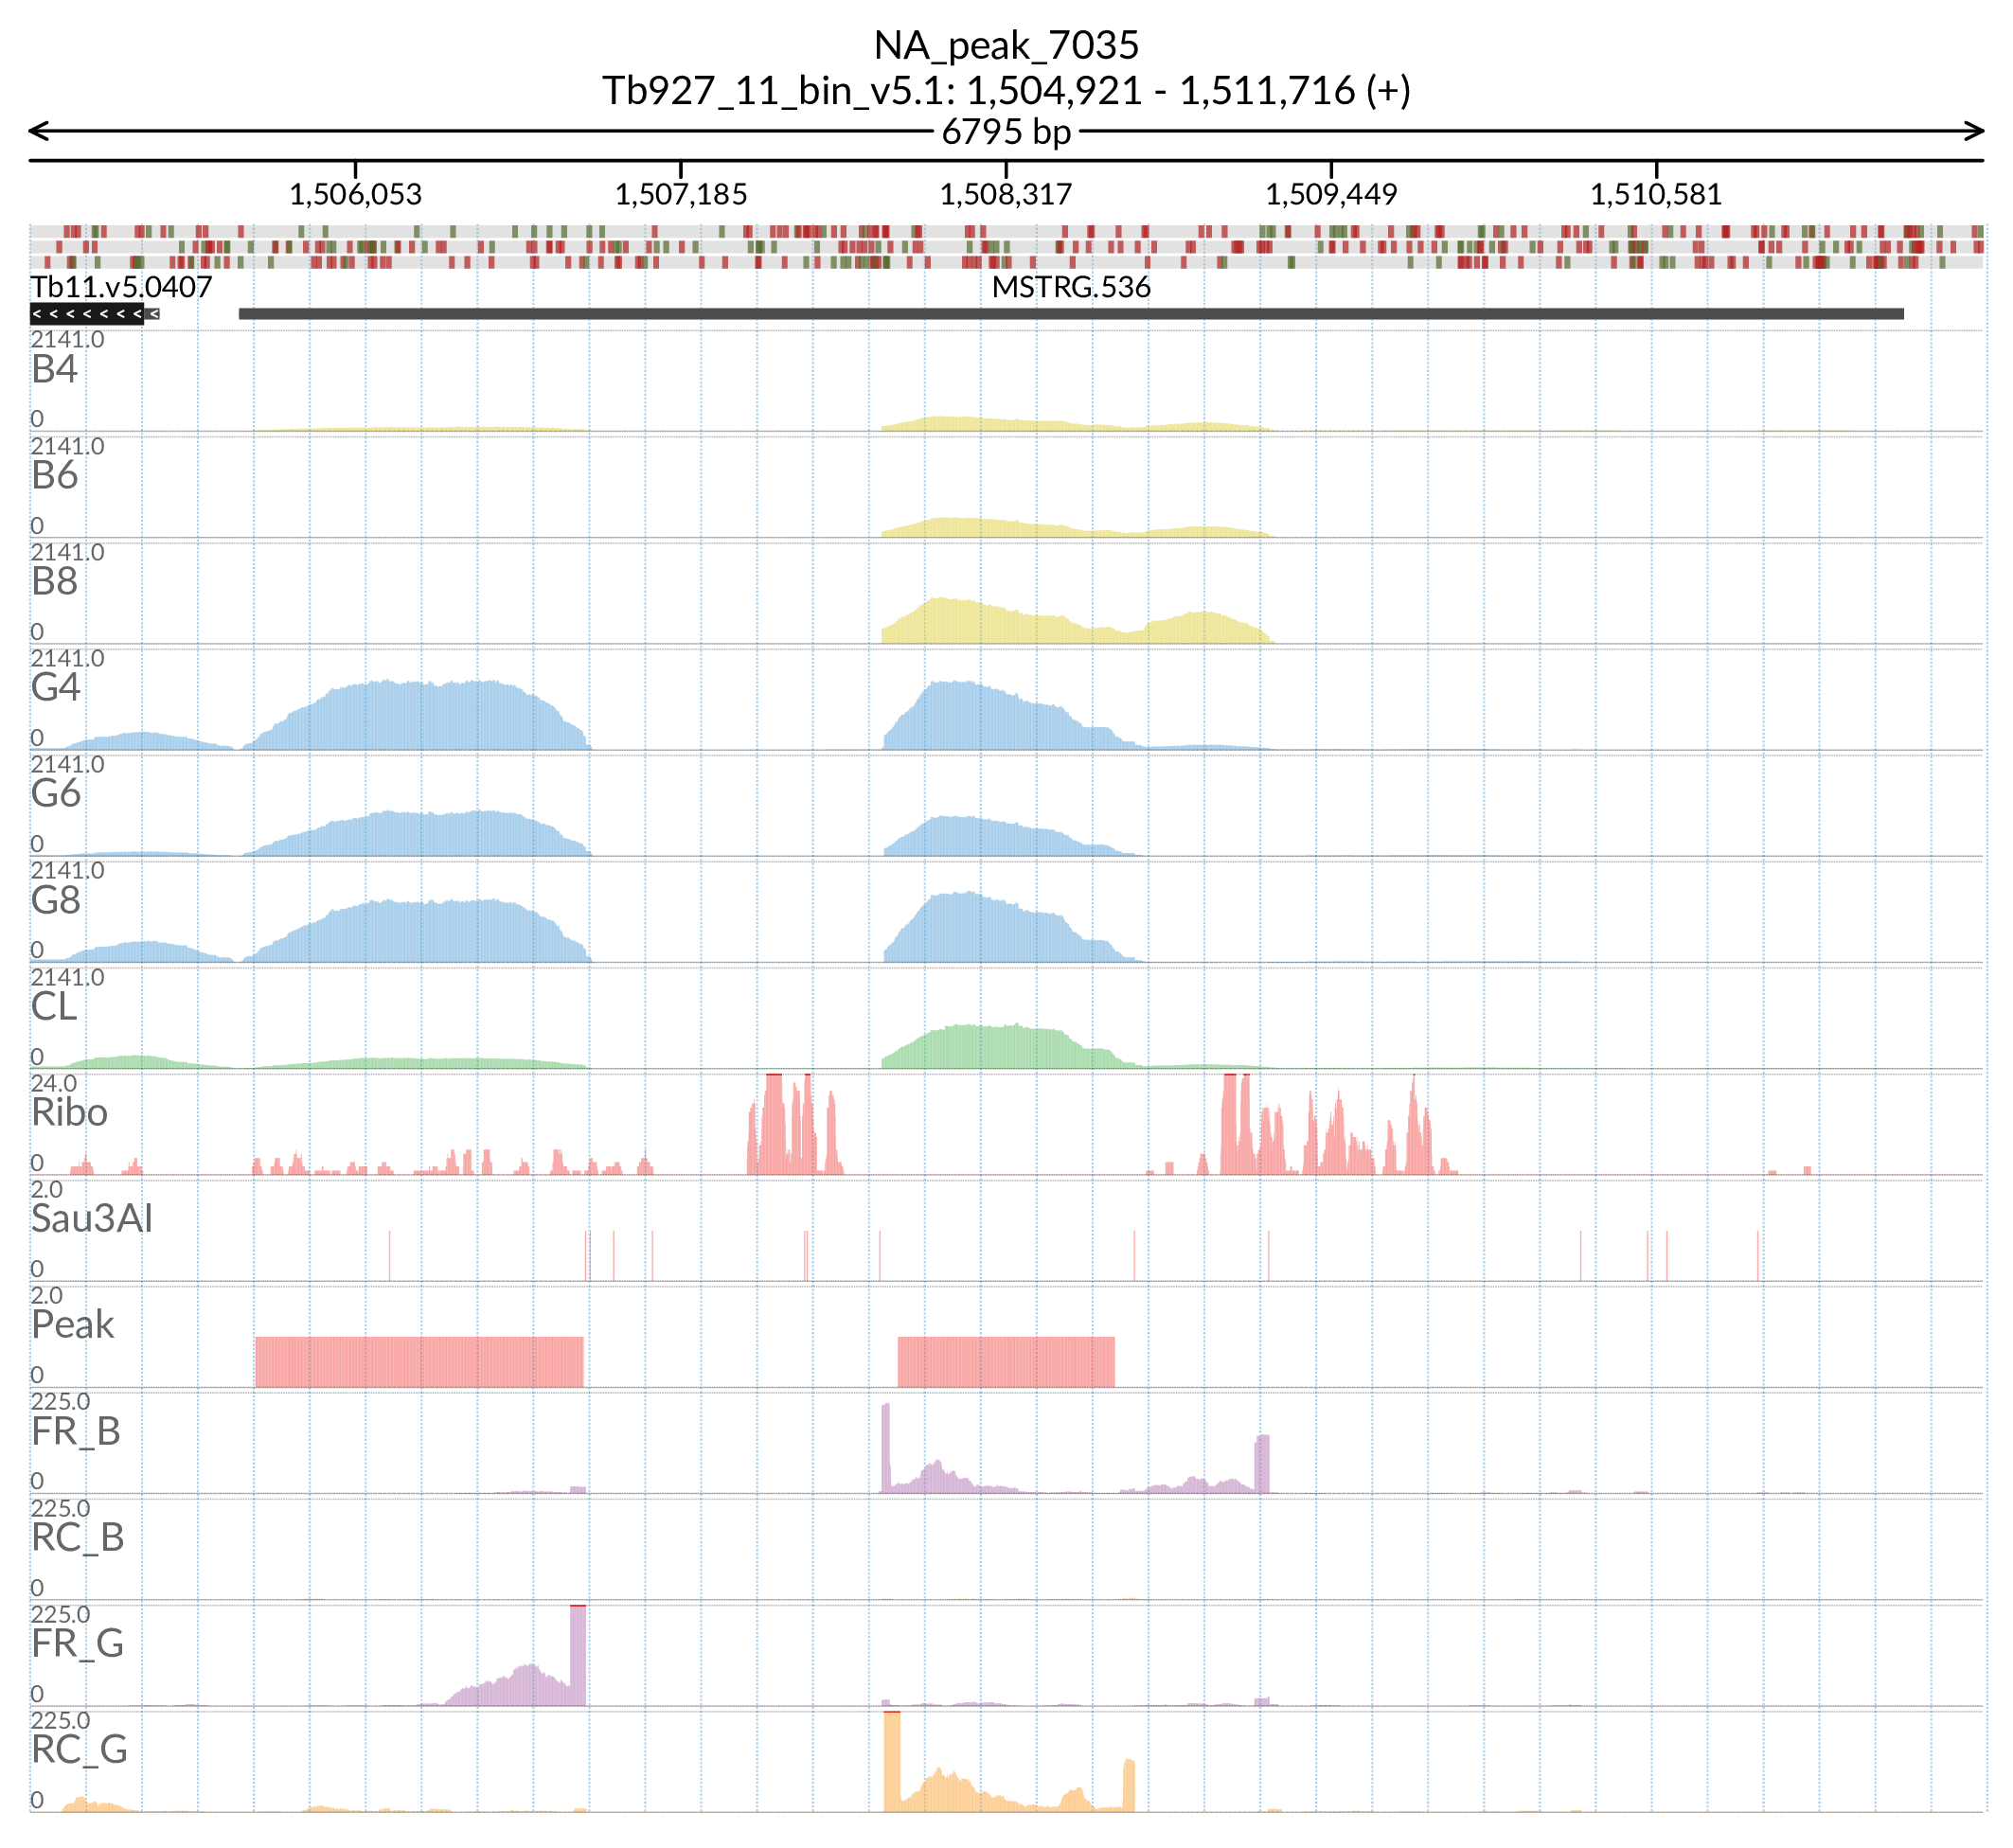 NA_peak_7035
Tb927_11_bin_v5.1: 1,504,921 - 1,511,716 (+)
6795 bp
1,506,053 1,507,185 1,508,317 1,509,449 1,510,581
Tb11.v5.0407 MSTRG.536
< < < < < < < <
2141.0
B4
0
2141.0
B6
0
2141.0
B8
0
2141.0
G4
0
2141.0
G6
0
2141.0
G8
0
2141.0
CL
0
24.0
Ribo
0
2.0
Sau3AI
0
2.0
Peak
0
225.0
FR_B
0
225.0
RC_B
0
225.0
FR_G
0
225.0
RC_G
0